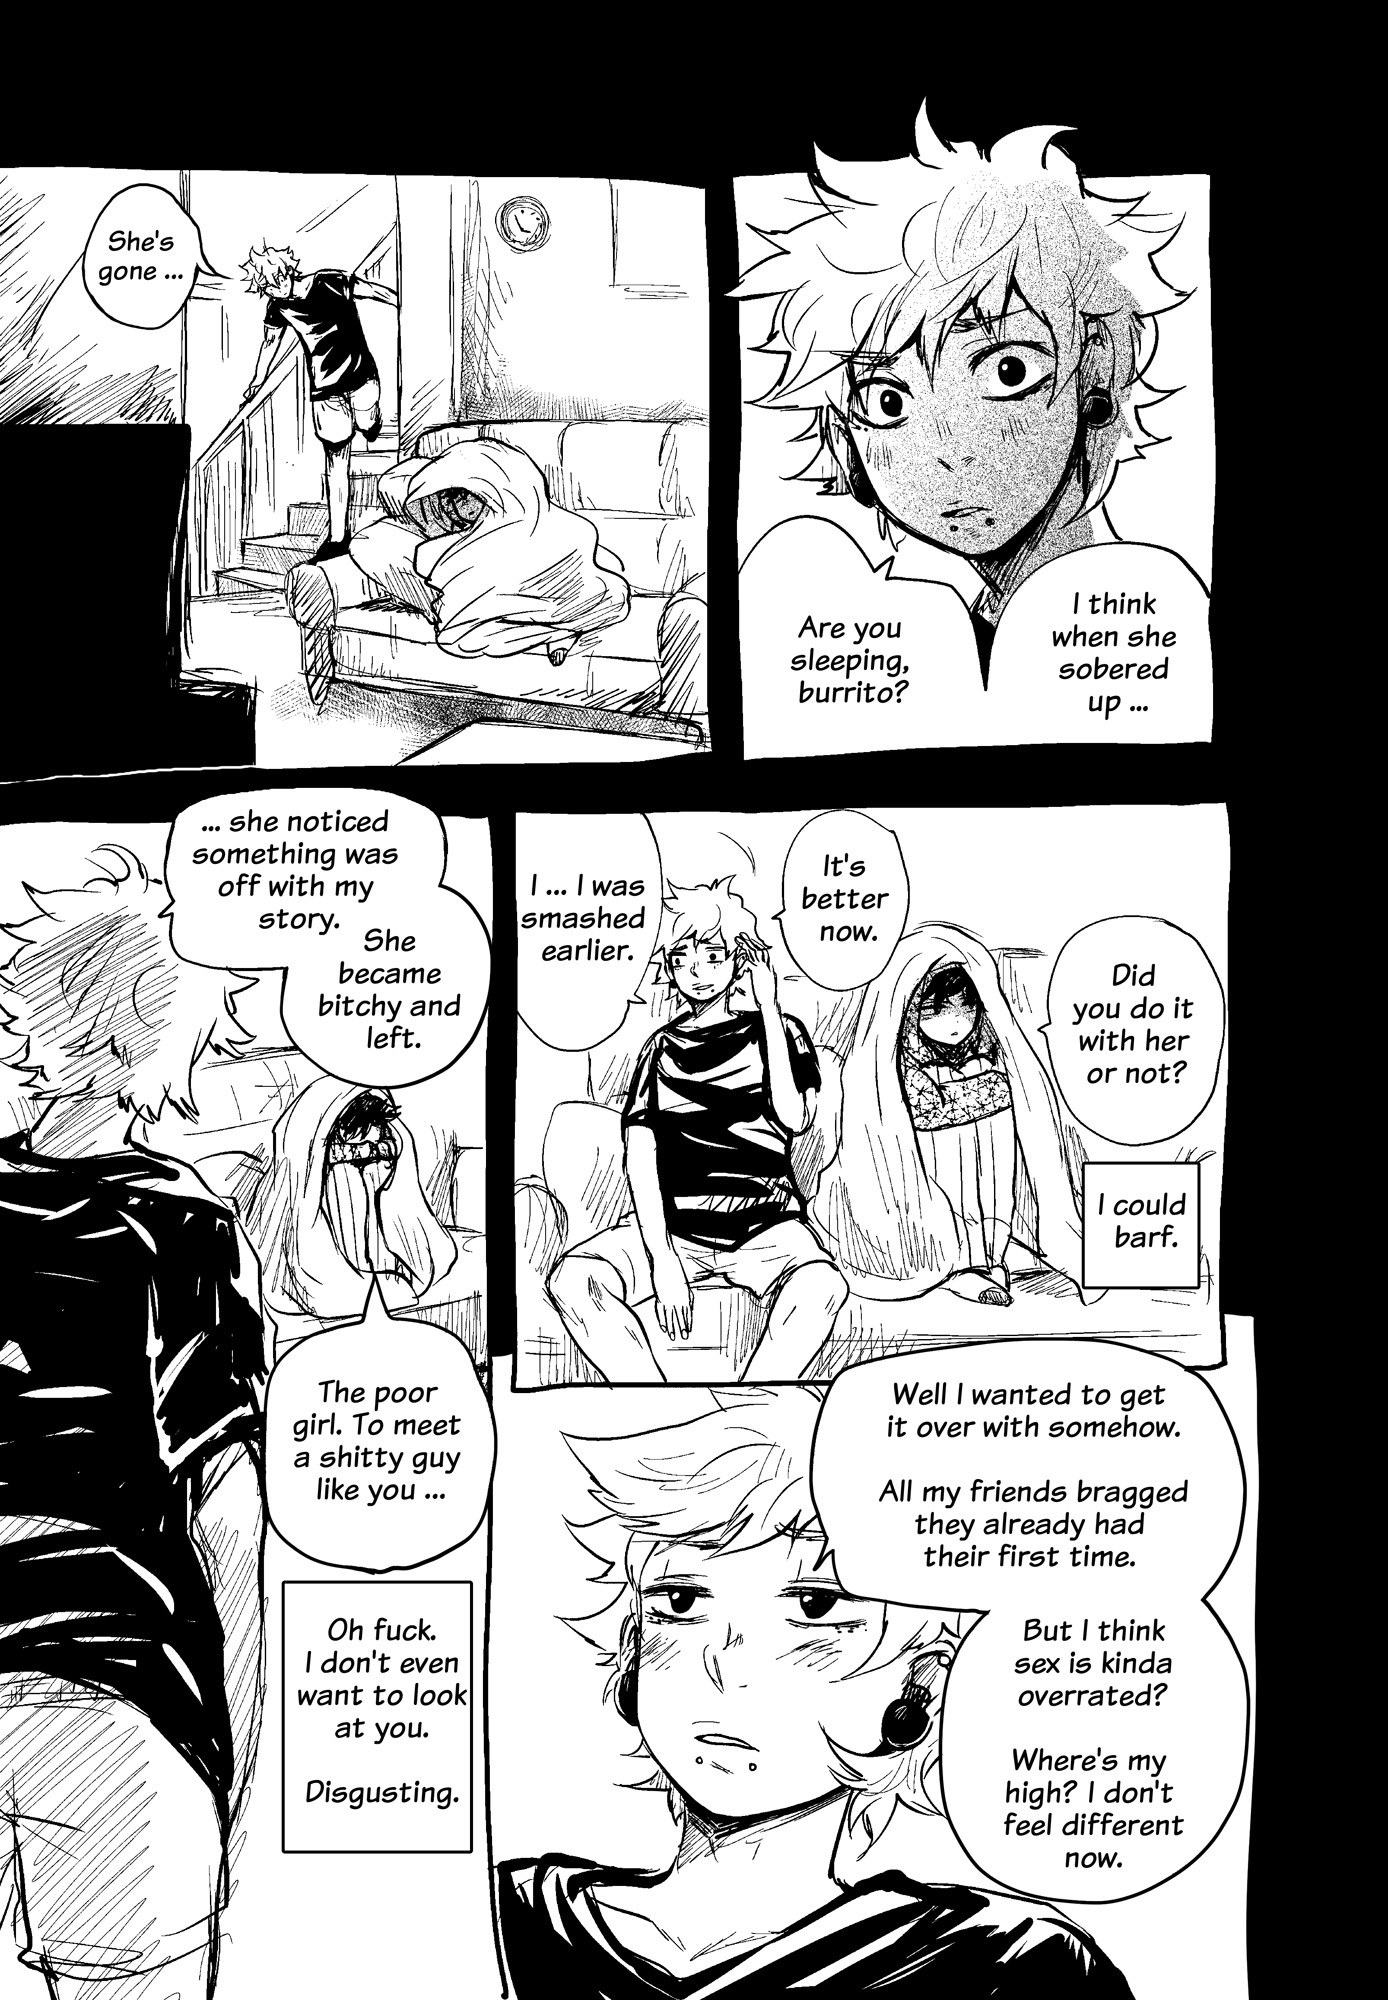 She's
gone ...
Are you
sleeping,
burrito?
I think
when she
sobered
up ...
... she noticed
something was
off with my
story.
She
became
bitchy and
left.
The poor
girl. To meet
a shitty guy
like you ...
Oh fuck.
I don't even
want to look
at you.
Disgusting.
I ... I was
smashed
earlier.
It's
better
now.
Did
you do it
with her
or not?
I could
barf.
Well I wanted to get
it over with somehow.
All my friends bragged
they already had
their first time.
But I think
sex is kinda
overrated?
Where's my
high? I don't
feel different
now.